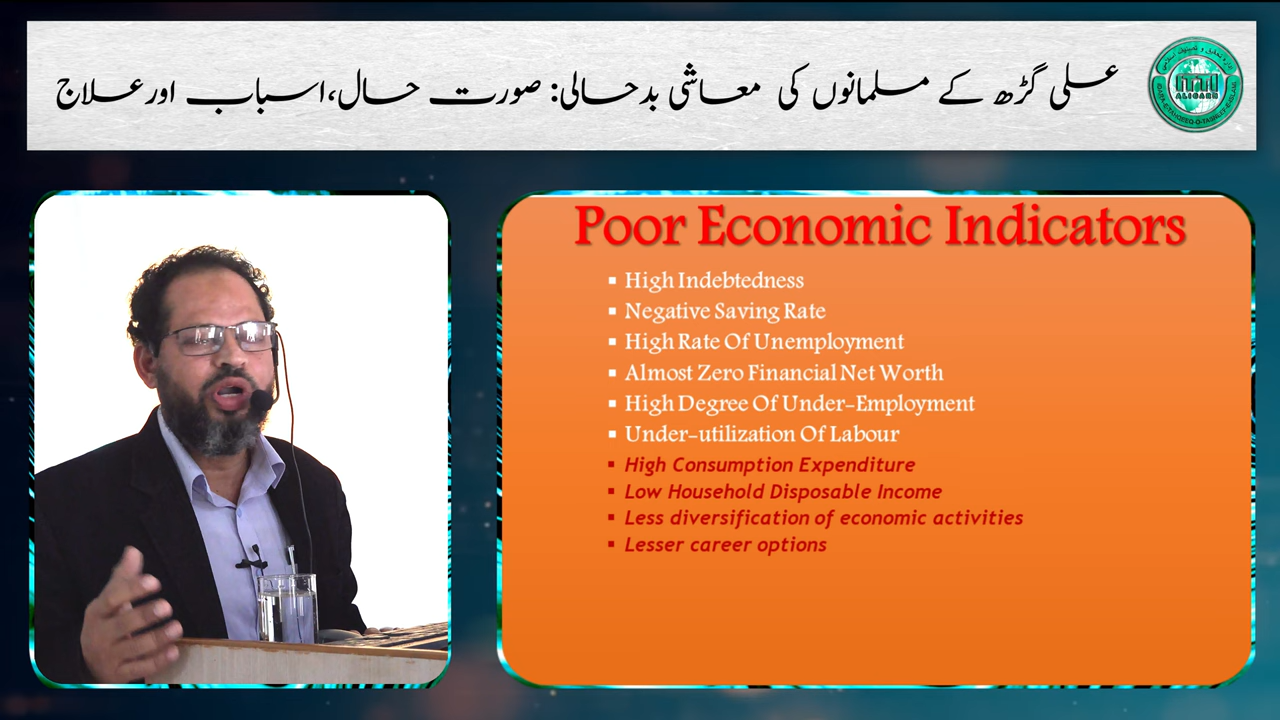 علی گڑھ کے مسلمانوں کی معاشی بدحالی: صورت حال،اسباب اورعلاج
ALIGARH
Poor Economic Indicators
▪ High Indebtedness
▪ Negative Saving Rate
▪ High Rate Of Unemployment
▪ Almost Zero Financial Net Worth
▪ High Degree Of Under-Employment
▪ Under-utilization Of Labour
▪ High Consumption Expenditure
▪ Low Household Disposable Income
▪ Less diversification of economic activities
▪ Lesser career options